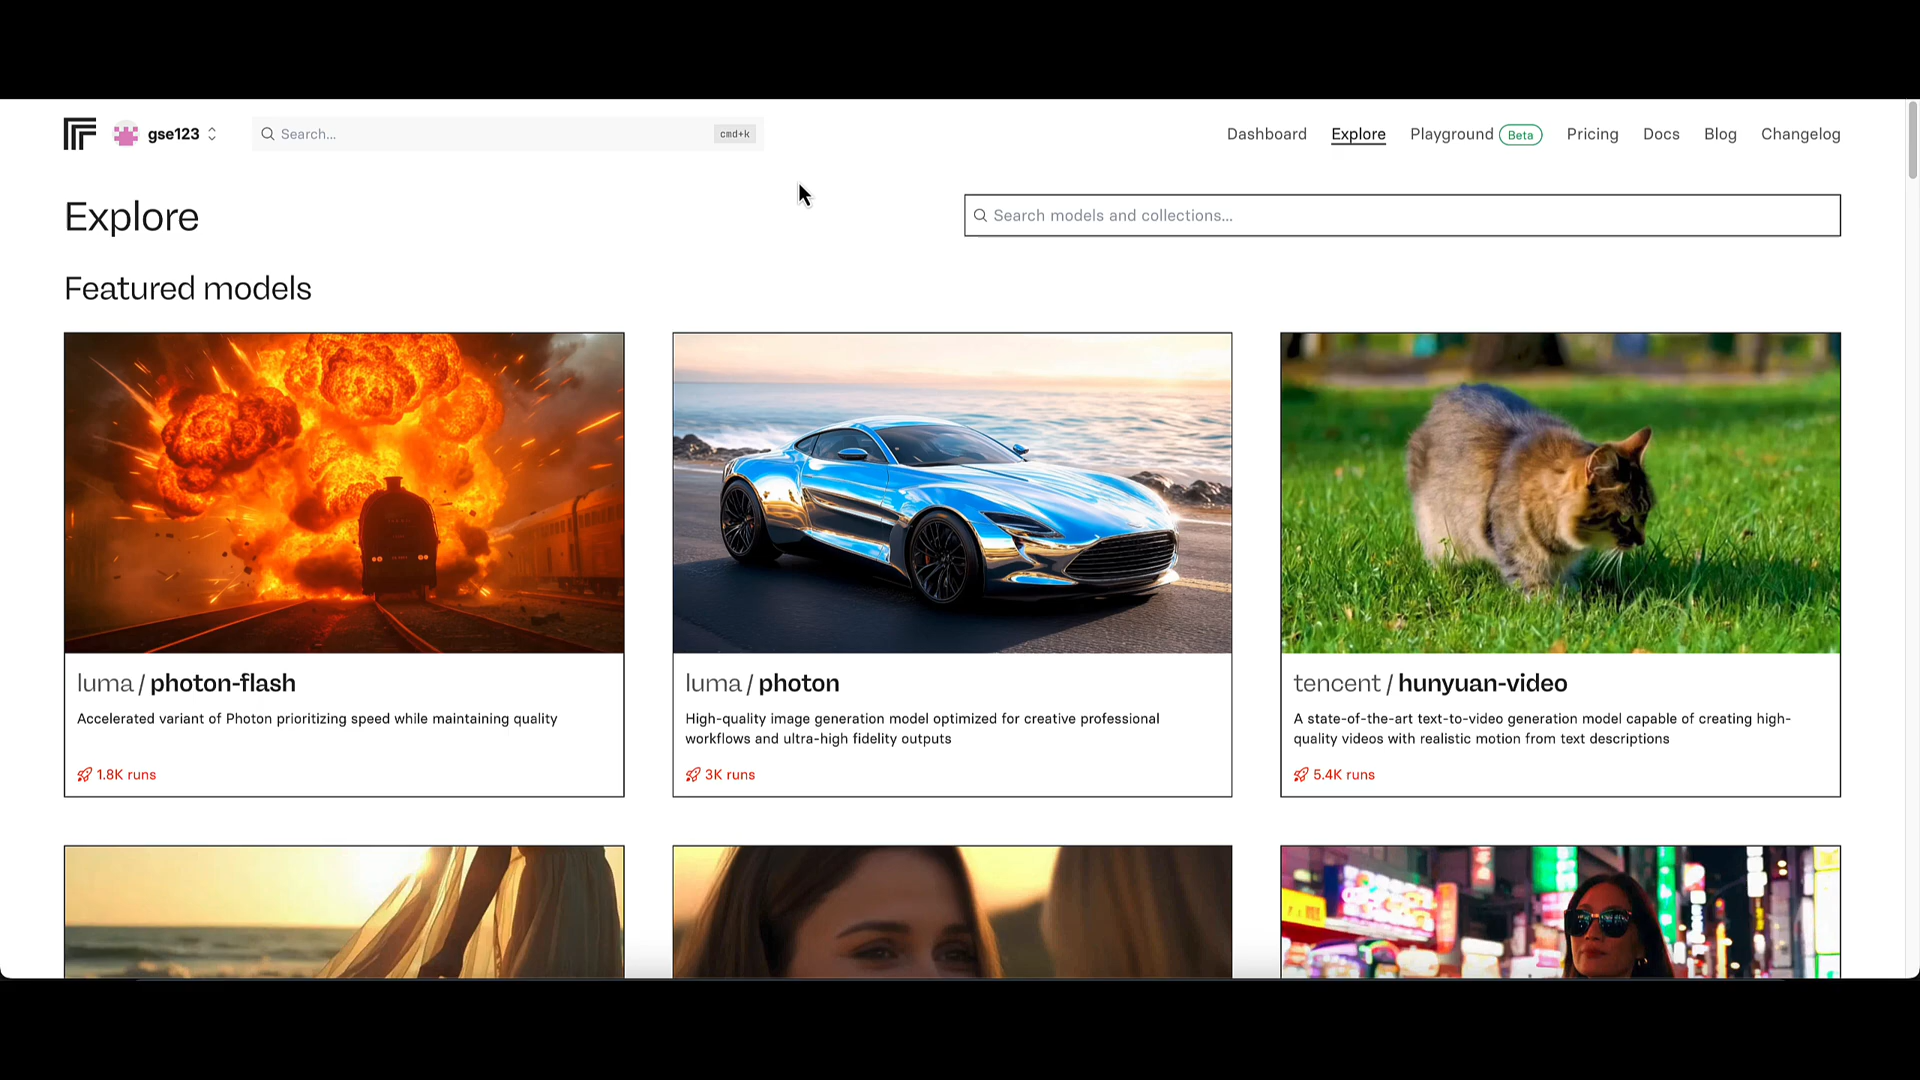 gse123
Search...
cmd+k
Dashboard
Explore
Playground
Beta
Pricing
Docs
Blog
Changelog
Explore
Search models and collections...
Featured models
luma / photon-flash
Accelerated variant of Photon prioritizing speed while maintaining quality
1.8K runs
luma / photon
High-quality image generation model optimized for creative professional
workflows and ultra-high fidelity outputs
3K runs
tencent / hunyuan-video
A state-of-the-art text-to-video generation model capable of creating high-
quality videos with realistic motion from text descriptions
5.4K runs